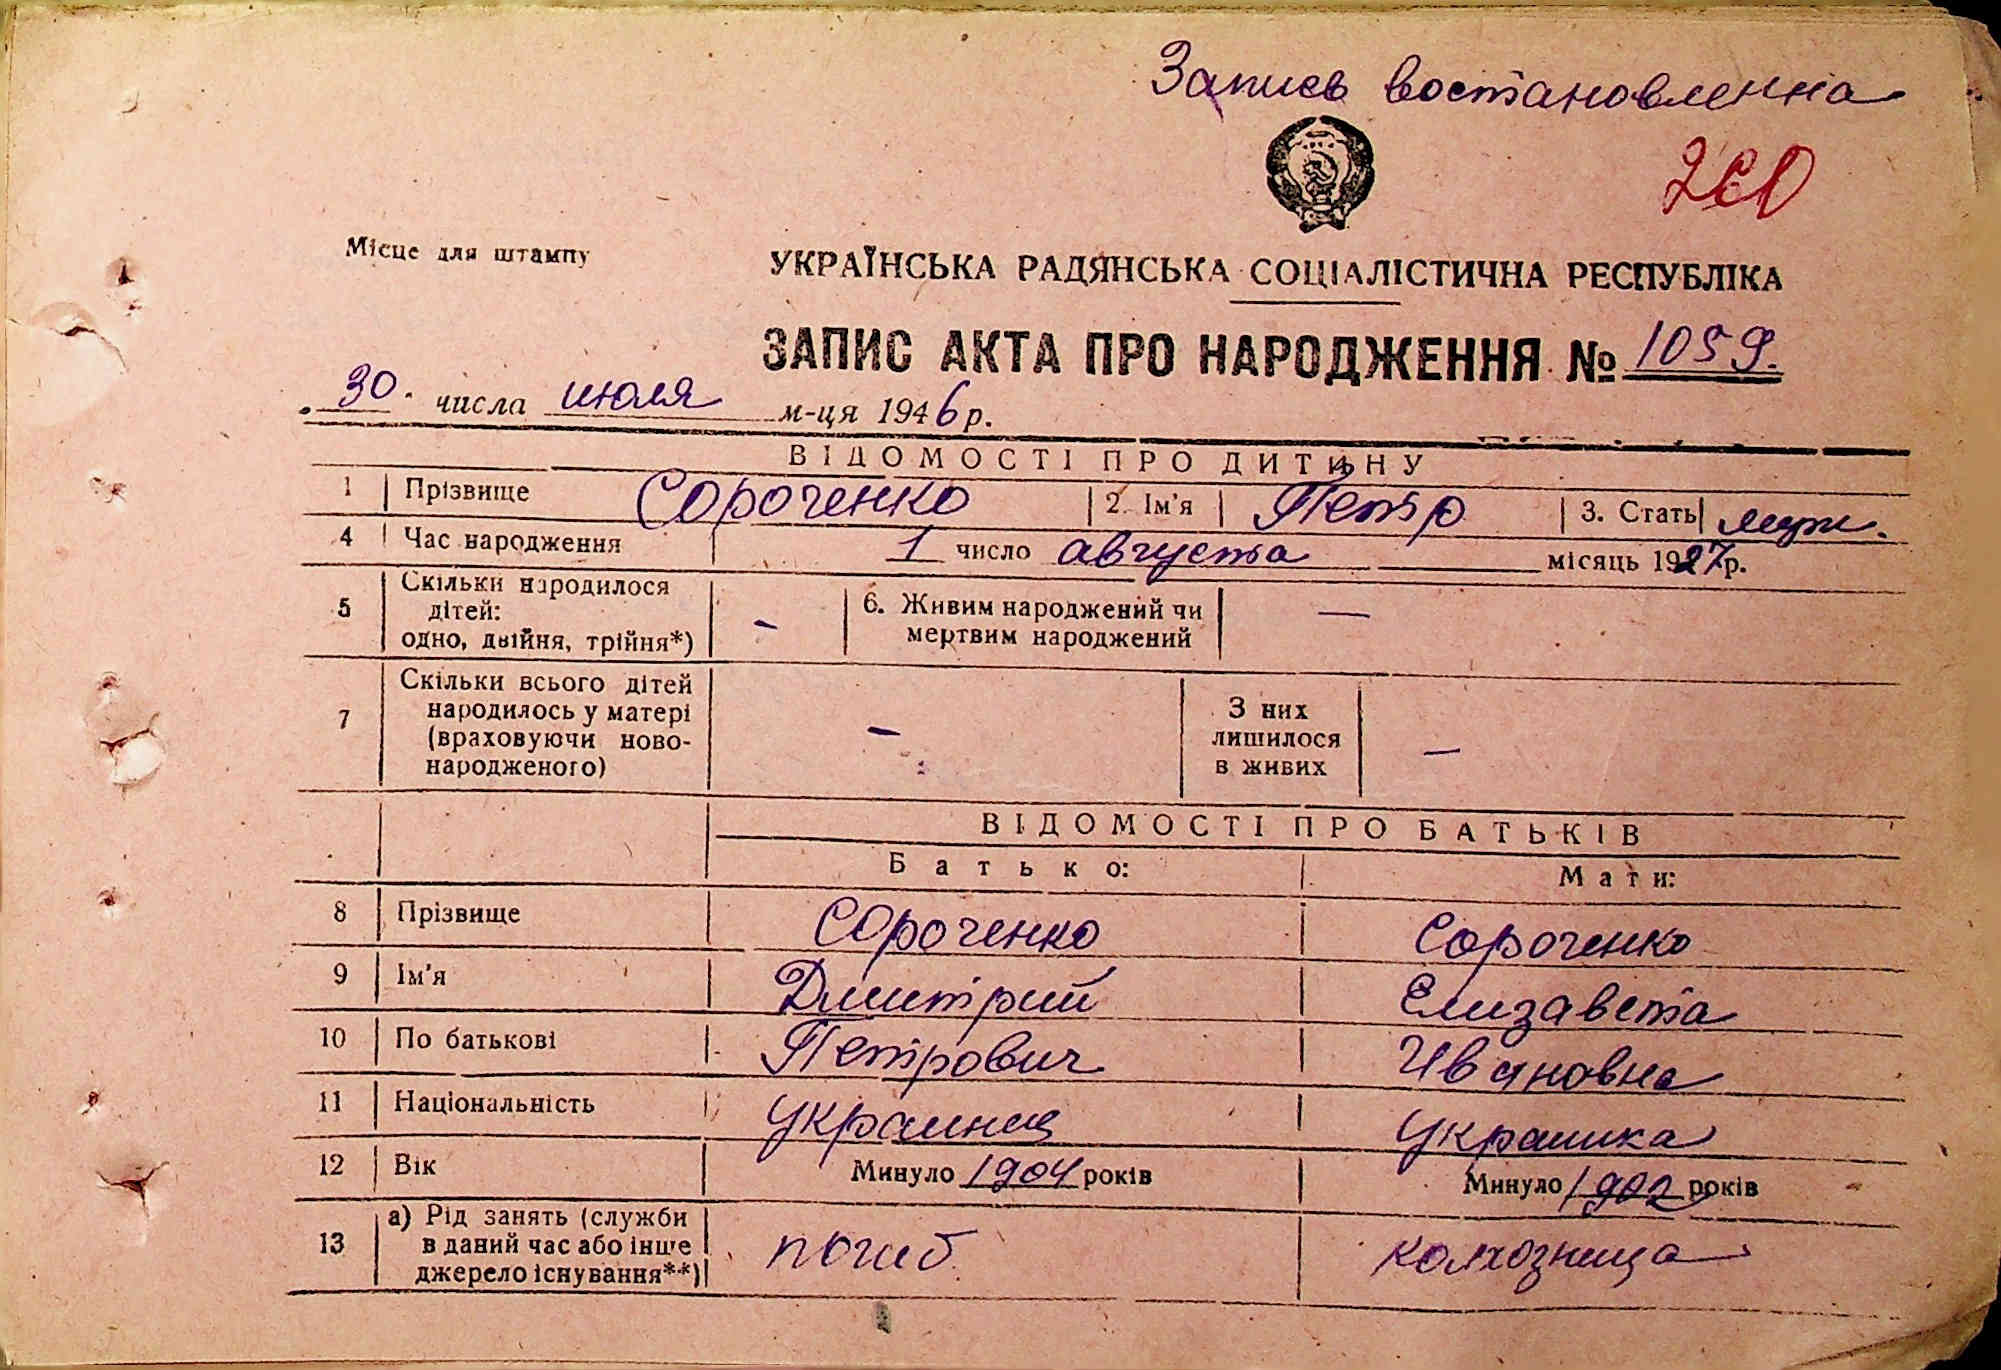 Запись востановленна
260
Місце для штампу
УКРАЇНСЬКА РАДЯНСЬКА СОЦІАЛІСТИЧНА РЕСПУБЛІКА
ЗАПИС АКТА ПРО НАРОДЖЕННЯ № 1059.
30. числа июля м-ця 1946 р.
ВІДОМОСТІ ПРО ДИТИНУ
1 Прізвище Сороченко 2. Ім'я Петр 3. Стать муж.
4 Час народження 1 число августа місяць 1927р.
5 Скільки народилося дітей: одно, двійня, трійня*) – 6. Живим народжений чи мертвим народжений —
7 Скільки всього дітей народилось у матері (враховуючи новонародженого) – З них лишилося в живих –
ВІДОМОСТІ ПРО БАТЬКІВ
Батько: Мати:
8 Прізвище Сороченко Сороченко
9 Ім'я Дмитрий Елизавета
10 По батькові Петрович Ивановна
11 Національність Украинец Украинка
12 Вік Минуло 1904 років Минуло 1902 років
13 а) Рід занять (служби в даний час або інше джерело існування**) погиб колхозница